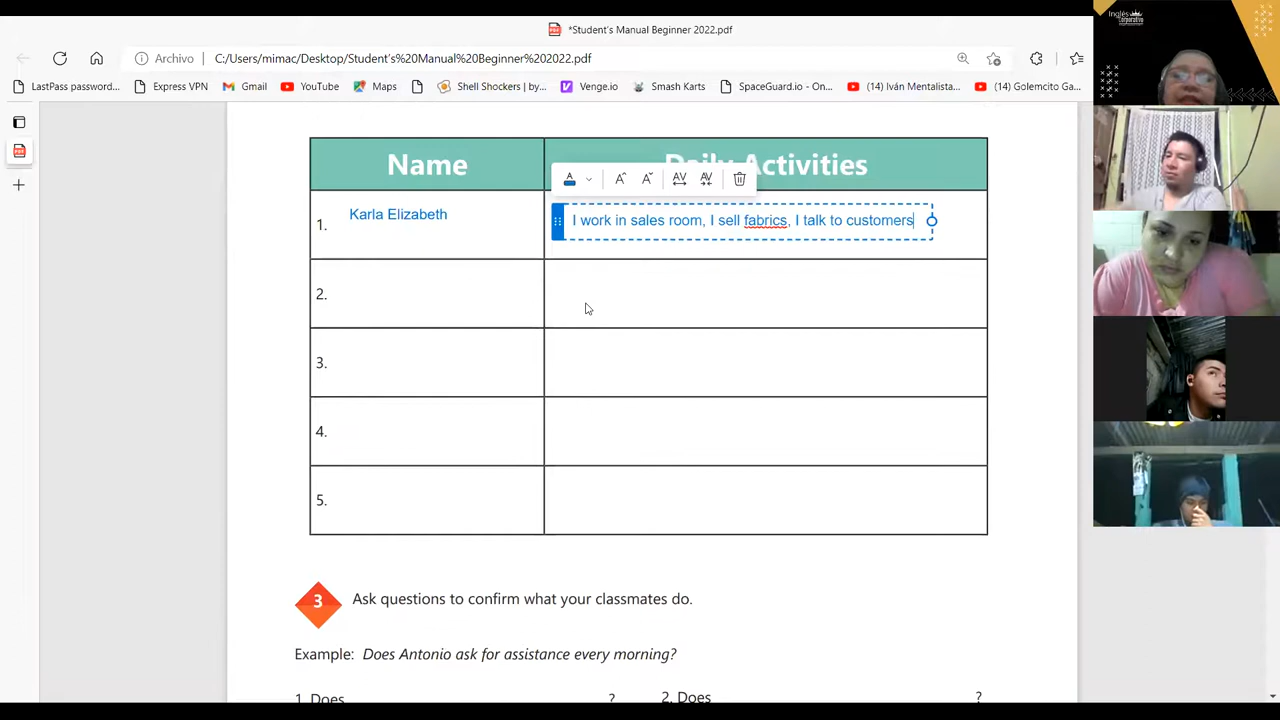 *Student's Manual Beginner 2022.pdf
Archivo C:/Users/mimac/Desktop/Student's%20Manual%20Beginner%202022.pdf
LastPass password... Express VPN Gmail YouTube Maps Shell Shockers | by... Venge.io Smash Karts SpaceGuard.io - On... (14) Iván Mentalista... (14) Golemcito Ga...
Inglés
Corporativo
Name
Daily Activities
1. Karla Elizabeth
I work in sales room, I sell fabrics, I talk to customers
2.
3.
4.
5.
3 Ask questions to confirm what your classmates do.
Example: Does Antonio ask for assistance every morning?
1. Does ?
2. Does ?